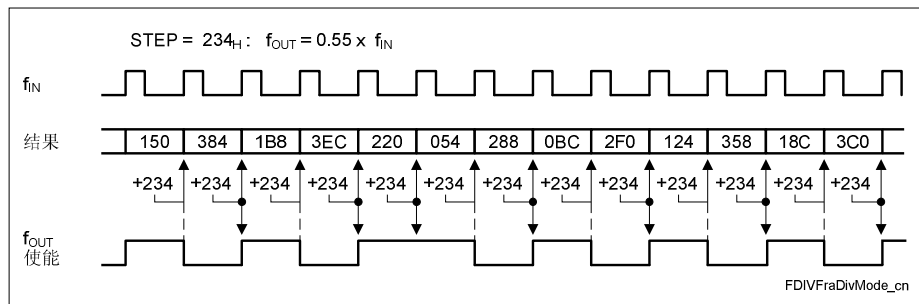 STEP = 234H : fOUT = 0.55 x fIN
fIN
结果 150 384 1B8 3EC 220 054 288 0BC 2F0 124 358 18C 3C0
+234 +234 +234 +234 +234 +234 +234 +234 +234 +234 +234 +234 +234
fOUT
使能
FDIVFraDivMode_cn